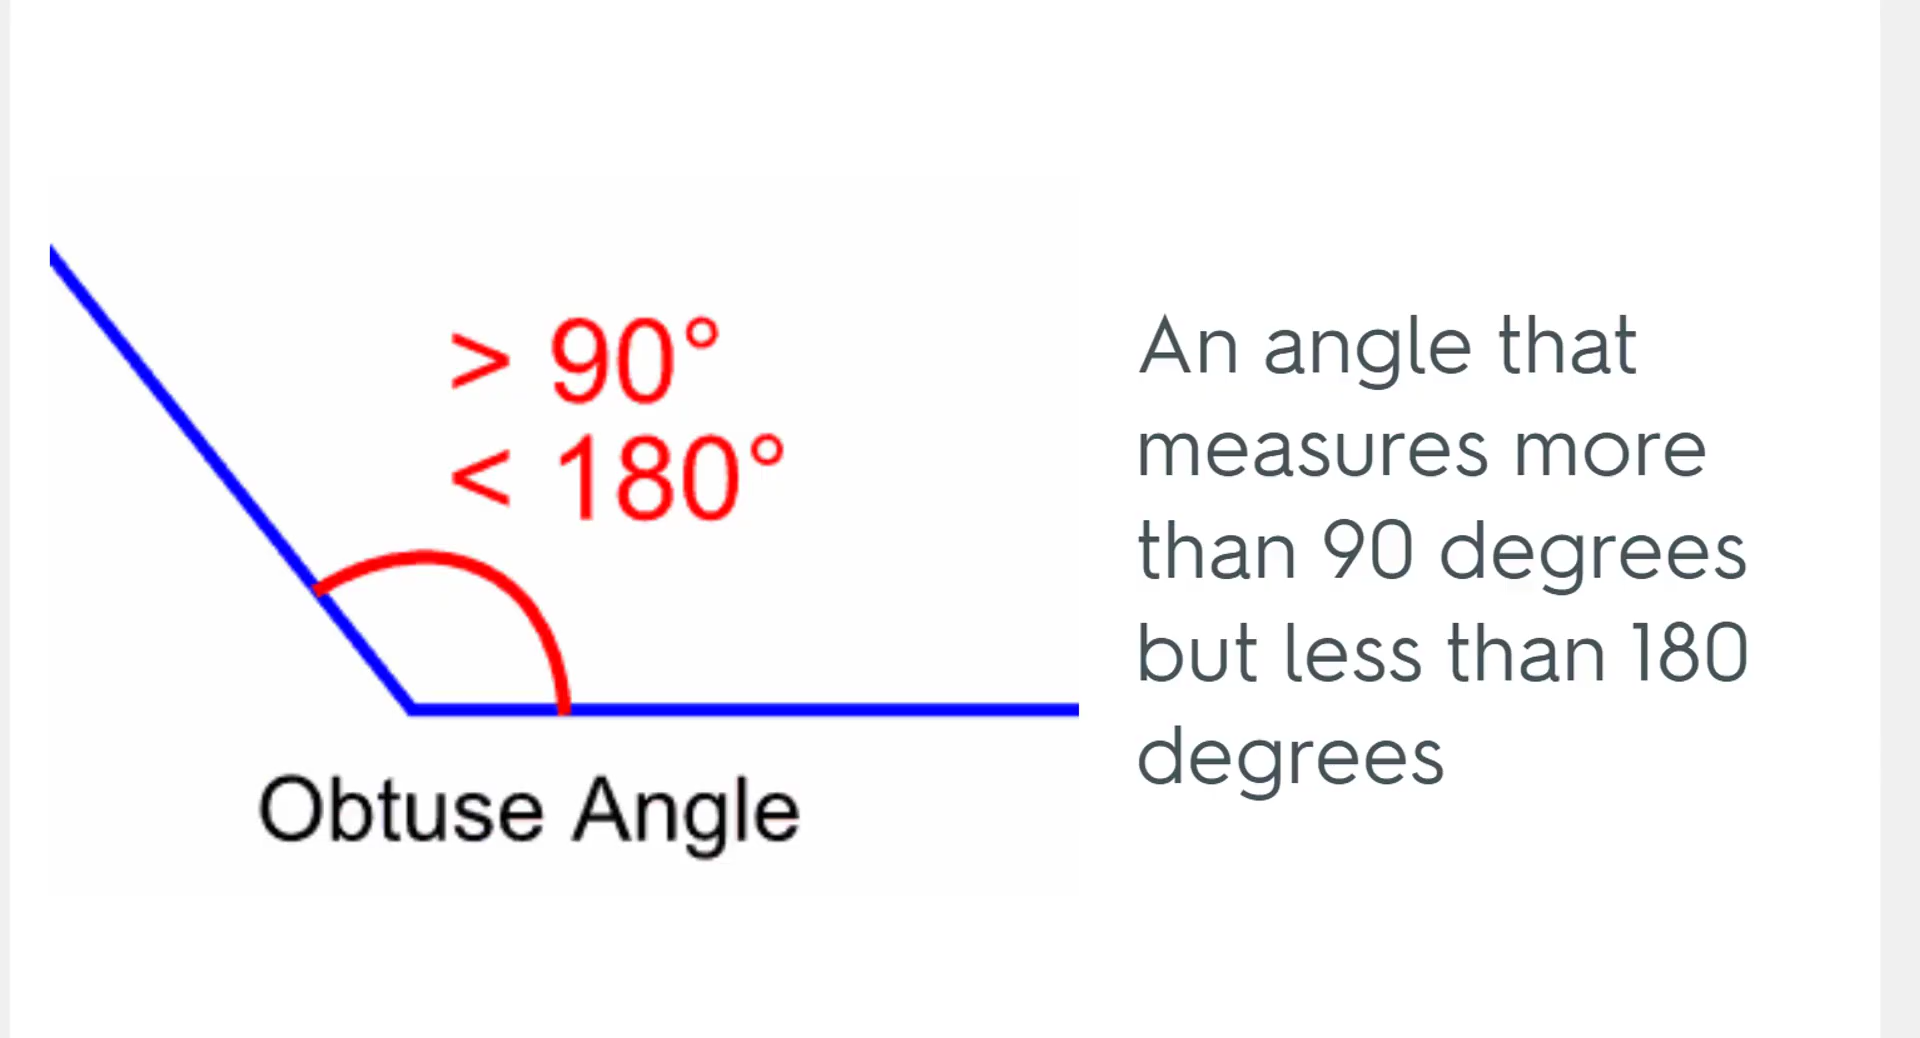 > 90°
< 180°
Obtuse Angle
An angle that
measures more
than 90 degrees
but less than 180
degrees